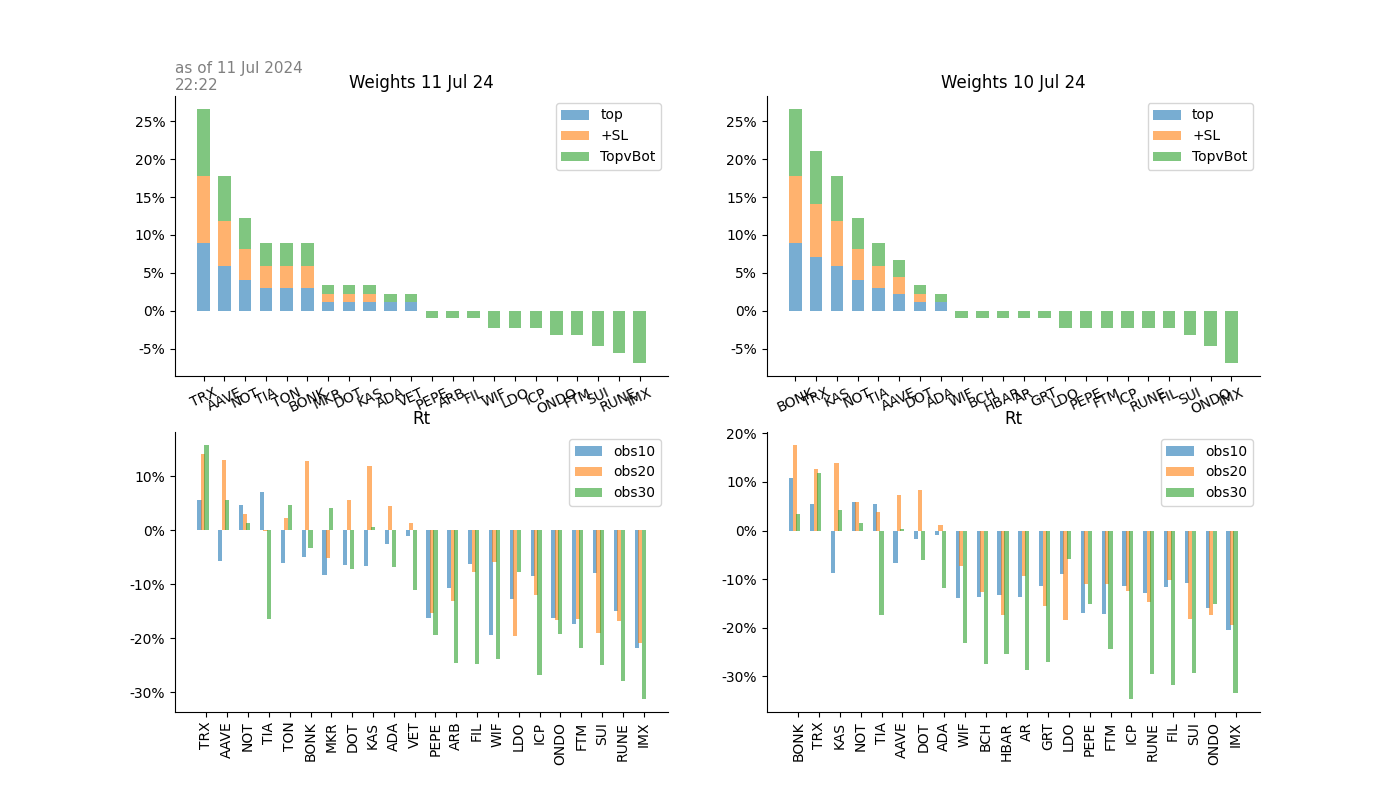 as of 11 Jul 2024
22:22
Weights 11 Jul 24
25%
20%
15%
10%
5%
0%
-5%
top
+SL
TopvBot
TRX AAVE NOT TIA TON BONK MKR DOT KAS ADA VET PEPE ARB FIL WIF LDO ICP ONDO FTM SUI RUNE IMX
Weights 10 Jul 24
25%
20%
15%
10%
5%
0%
-5%
top
+SL
TopvBot
BONK TRX KAS NOT TIA AAVE DOT ADA WIF BCH HBAR AR GRT LDO PEPE FTM ICP RUNE FIL SUI ONDO IMX
Rt
10%
0%
-10%
-20%
-30%
obs10
obs20
obs30
TRX AAVE NOT TIA TON BONK MKR DOT KAS ADA VET PEPE ARB FIL WIF LDO ICP ONDO FTM SUI RUNE IMX
Rt
20%
10%
0%
-10%
-20%
-30%
obs10
obs20
obs30
BONK TRX KAS NOT TIA AAVE DOT ADA WIF BCH HBAR AR GRT LDO PEPE FTM ICP RUNE FIL SUI ONDO IMX